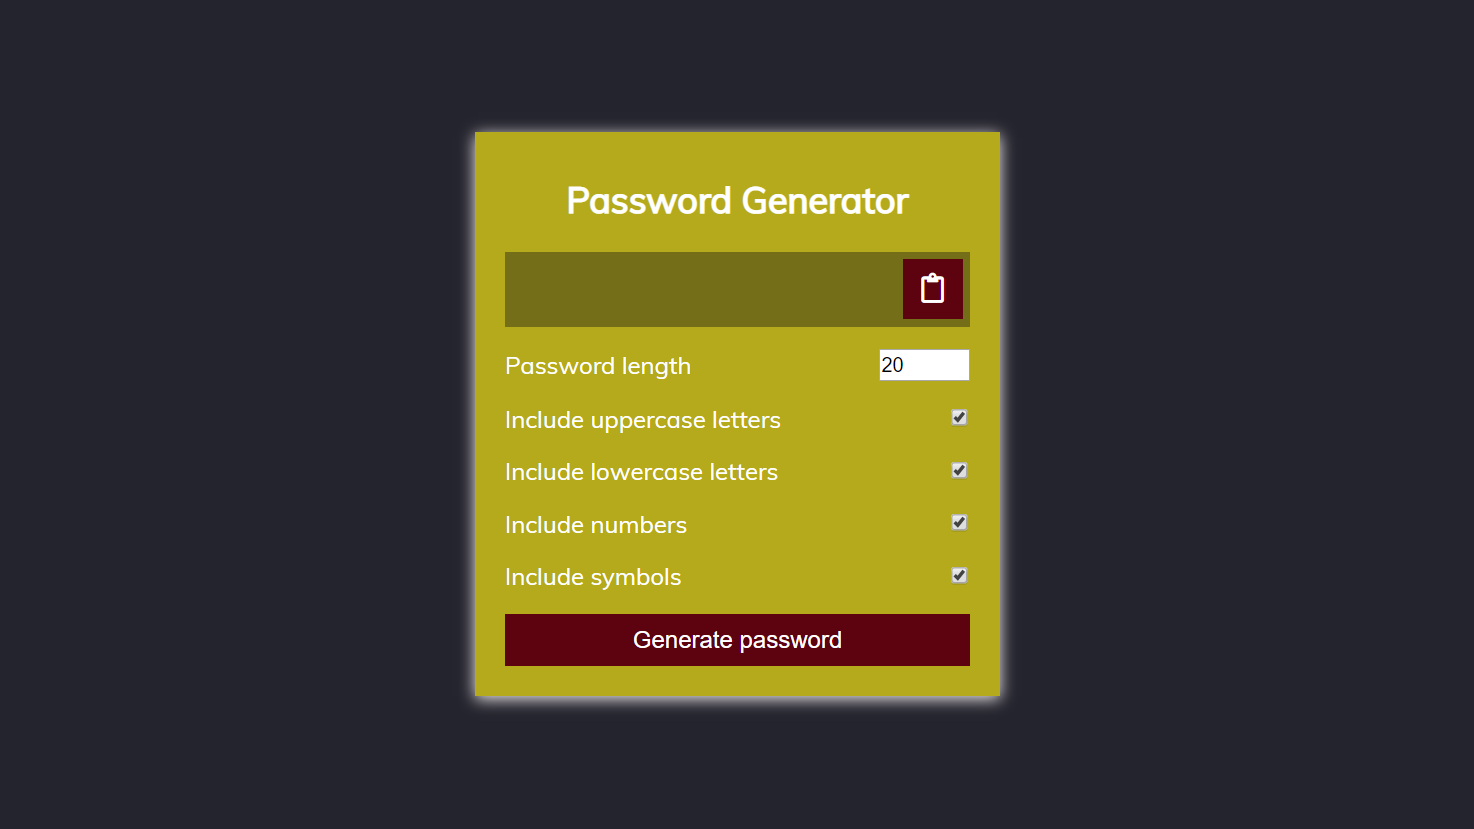 Password Generator
Password length 20
Include uppercase letters
Include lowercase letters
Include numbers
Include symbols
Generate password